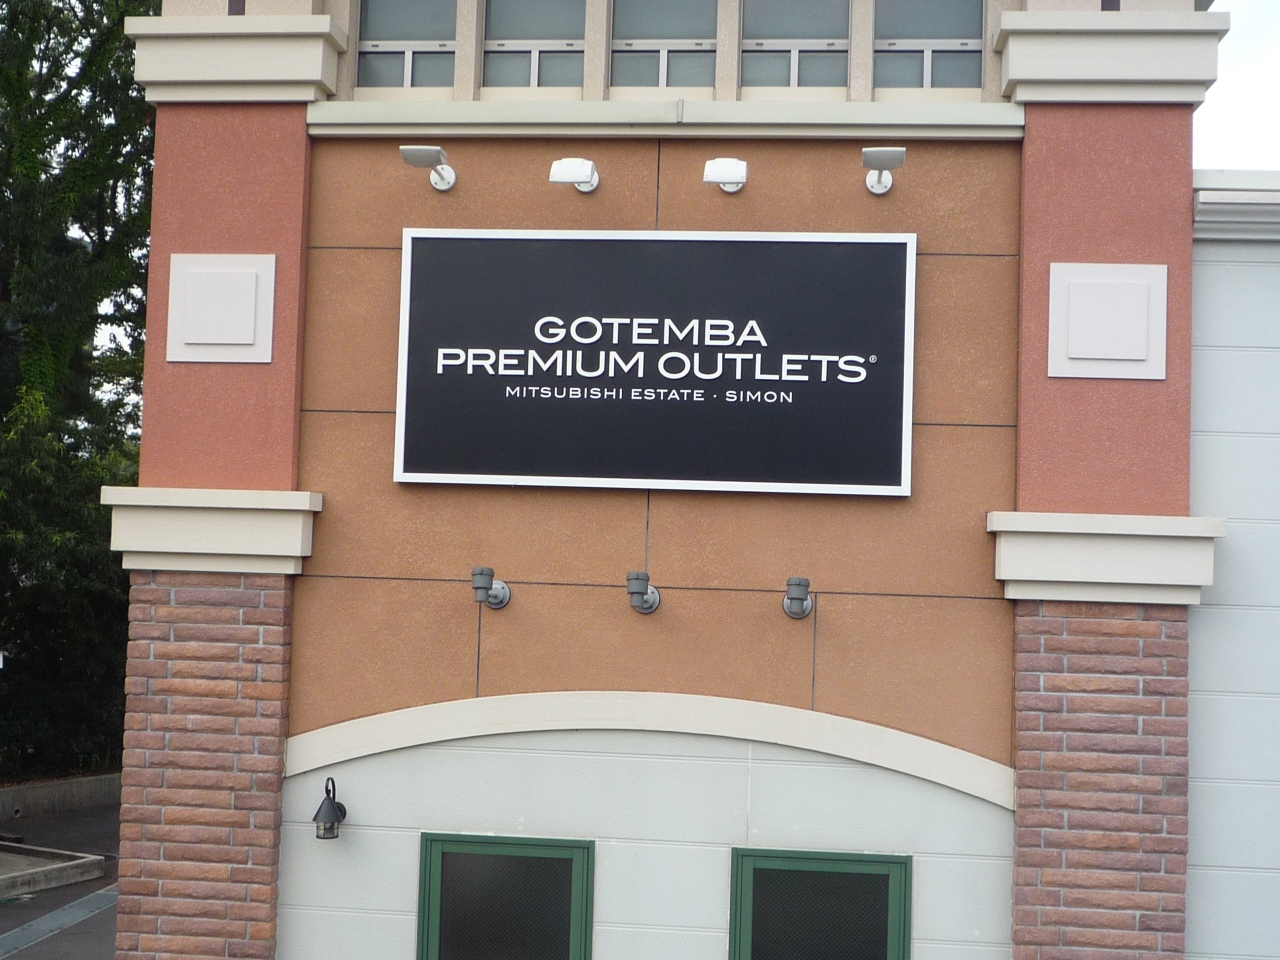 GOTEMBA
PREMIUM OUTLETS®
MITSUBISHI ESTATE · SIMON